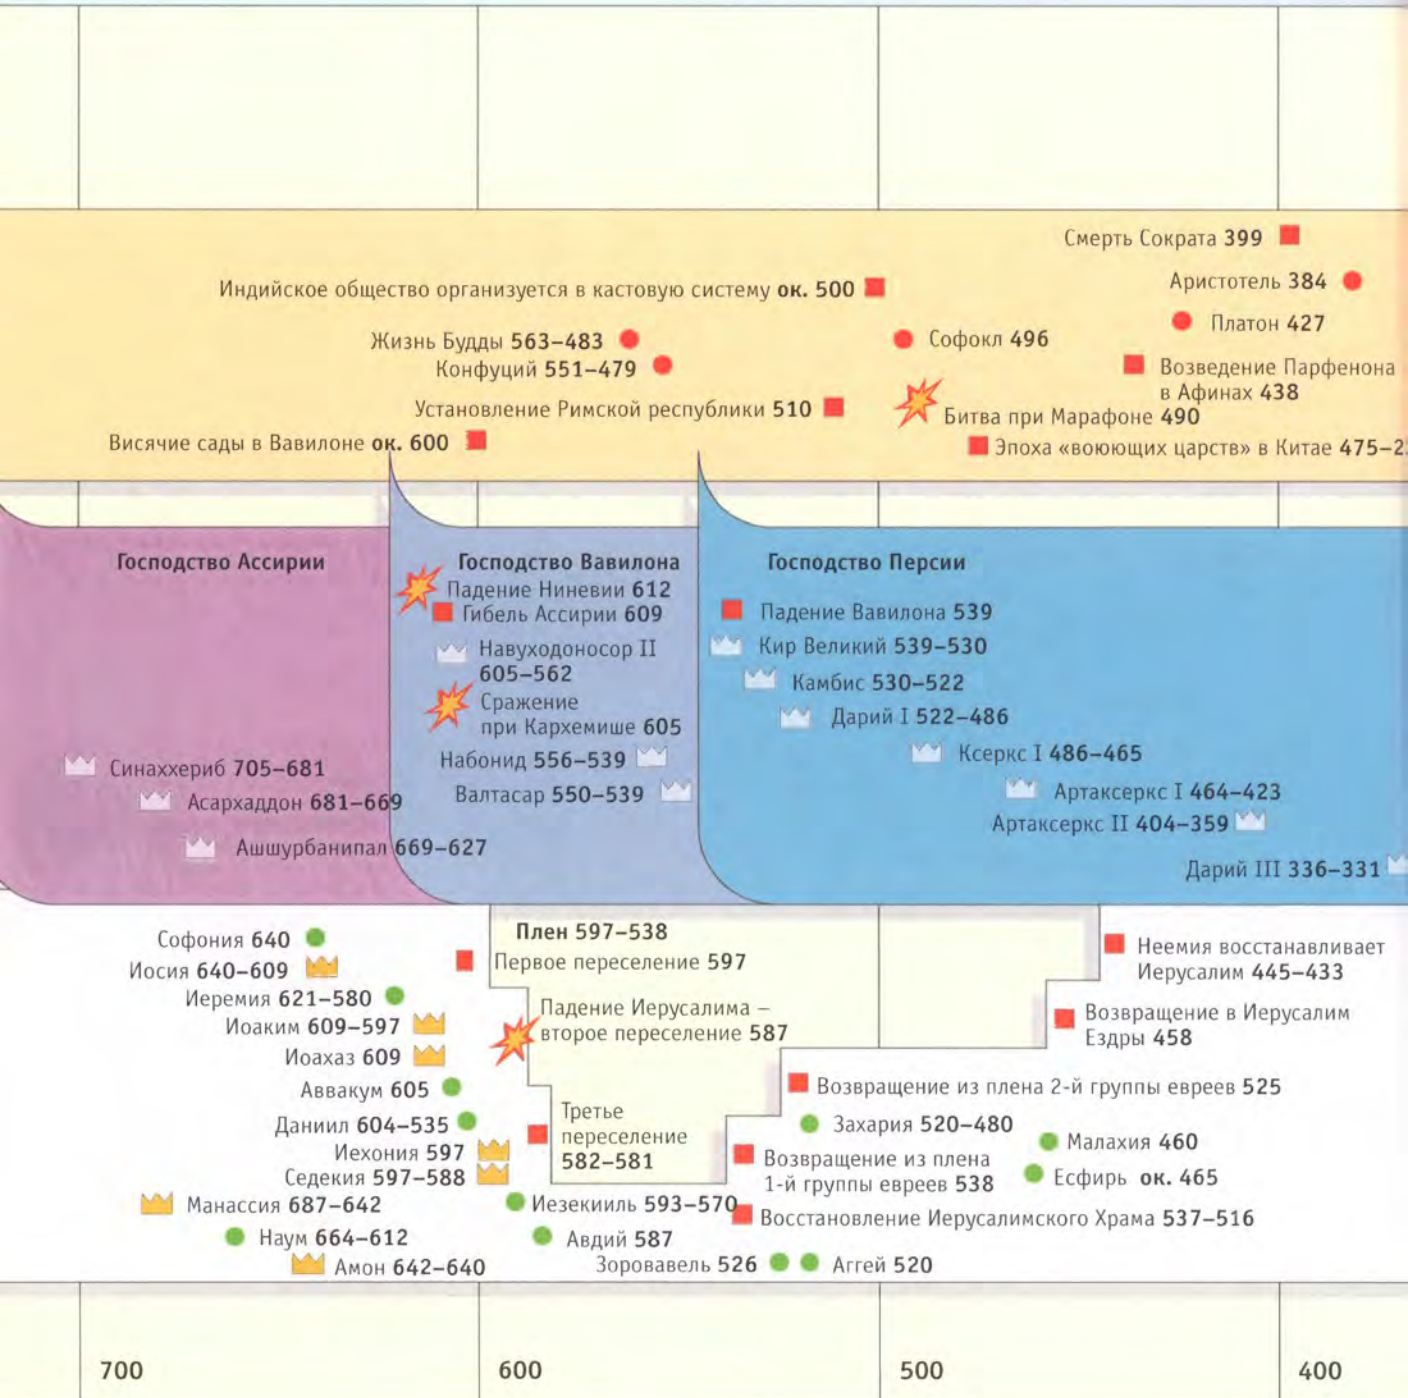 Смерть Сократа 399
Аристотель 384
Индийское общество организуется в кастовую систему ок. 500
Платон 427
Жизнь Будды 563–483
Софокл 496
Конфуций 551–479
Возведение Парфенона
в Афинах 438
Установление Римской республики 510
Битва при Марафоне 490
Висячие сады в Вавилоне ок. 600
Эпоха «воюющих царств» в Китае 475–2
Господство Ассирии
Синаххериб 705–681
Асархаддон 681–669
Ашшурбанипал 669–627
Господство Вавилона
Падение Ниневии 612
Гибель Ассирии 609
Навуходоносор II
605–562
Сражение
при Кархемише 605
Набонид 556–539
Валтасар 550–539
Господство Персии
Падение Вавилона 539
Кир Великий 539–530
Камбис 530–522
Дарий I 522–486
Ксеркс I 486–465
Артаксеркс I 464–423
Артаксеркс II 404–359
Дарий III 336–331
Софония 640
Иосия 640–609
Иеремия 621–580
Иоаким 609–597
Иоахаз 609
Аввакум 605
Даниил 604–535
Иехония 597
Седекия 597–588
Манассия 687–642
Наум 664–612
Амон 642–640
Плен 597–538
Первое переселение 597
Падение Иерусалима –
второе переселение 587
Третье
переселение
582–581
Иезекииль 593–570
Авдий 587
Зоровавель 526
Неемия восстанавливает
Иерусалим 445–433
Возвращение в Иерусалим
Ездры 458
Возвращение из плена 2-й группы евреев 525
Захария 520–480
Малахия 460
Возвращение из плена
1-й группы евреев 538
Есфирь ок. 465
Восстановление Иерусалимского Храма 537–516
Аггей 520
700
600
500
400